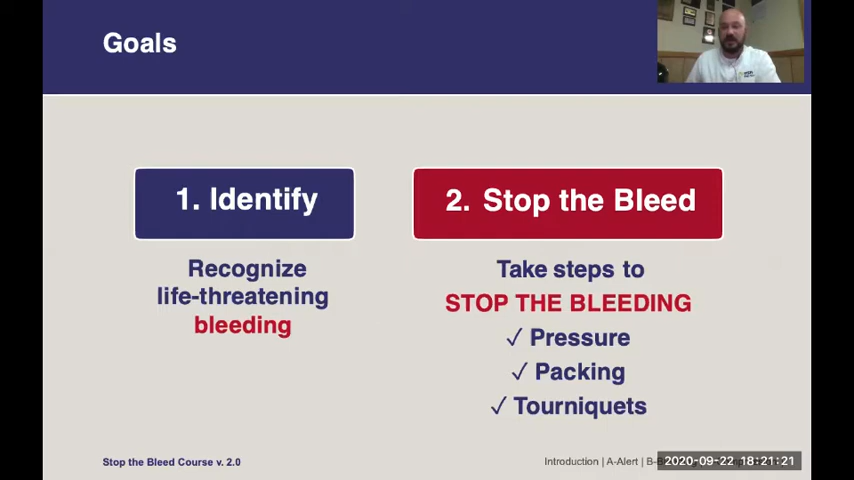 Goals
1. Identify
2. Stop the Bleed
Recognize
life-threatening
bleeding
Take steps to
STOP THE BLEEDING
✓ Pressure
✓ Packing
✓ Tourniquets
Stop the Bleed Course v. 2.0
Introduction | A-Alert | B-
2020-09-22 18:21:21